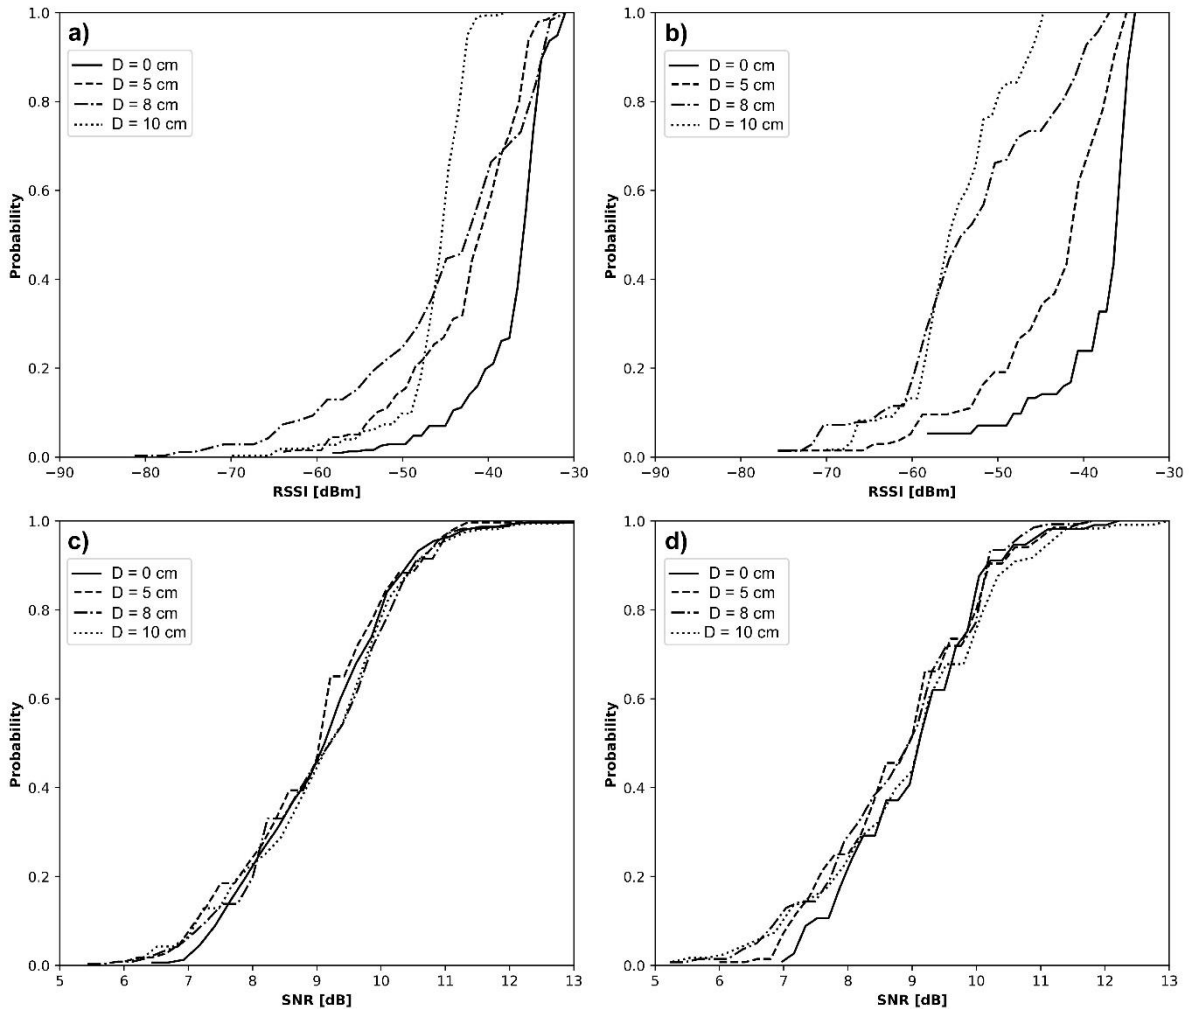 a)
D = 0 cm
D = 5 cm
D = 8 cm
D = 10 cm
1.0
0.8
0.6
0.4
0.2
0.0
Probability
−90 −80 −70 −60 −50 −40 −30
RSSI [dBm]
b)
D = 0 cm
D = 5 cm
D = 8 cm
D = 10 cm
1.0
0.8
0.6
0.4
0.2
0.0
Probability
−90 −80 −70 −60 −50 −40 −30
RSSI [dBm]
c)
D = 0 cm
D = 5 cm
D = 8 cm
D = 10 cm
1.0
0.8
0.6
0.4
0.2
0.0
Probability
5 6 7 8 9 10 11 12 13
SNR [dB]
d)
D = 0 cm
D = 5 cm
D = 8 cm
D = 10 cm
1.0
0.8
0.6
0.4
0.2
0.0
Probability
5 6 7 8 9 10 11 12 13
SNR [dB]